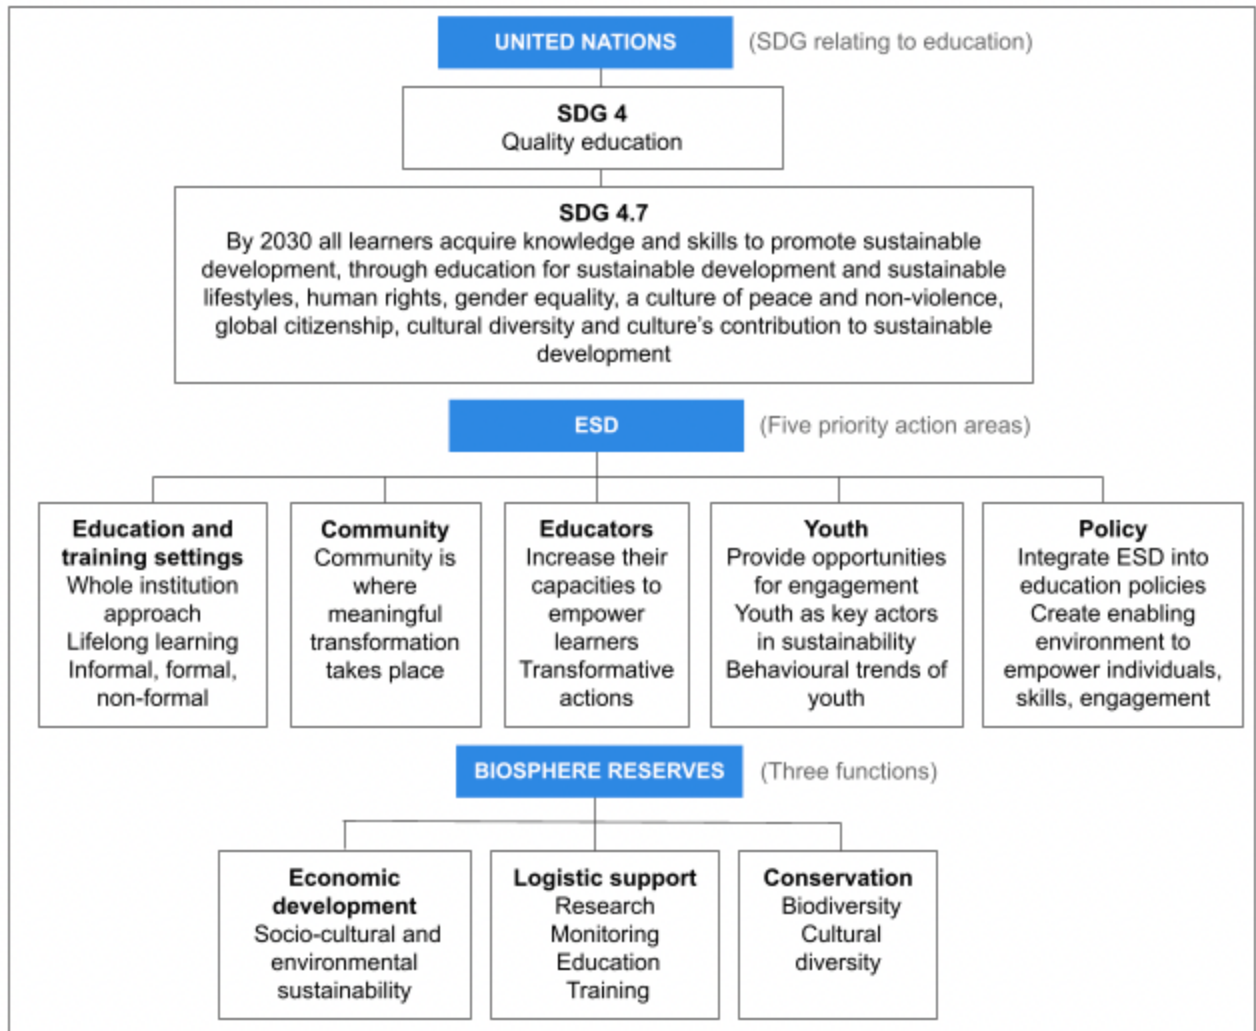 UNITED NATIONS (SDG relating to education)
SDG 4
Quality education
SDG 4.7
By 2030 all learners acquire knowledge and skills to promote sustainable
development, through education for sustainable development and sustainable
lifestyles, human rights, gender equality, a culture of peace and non-violence,
global citizenship, cultural diversity and culture's contribution to sustainable
development
ESD (Five priority action areas)
Education and
training settings
Whole institution
approach
Lifelong learning
Informal, formal,
non-formal
Community
Community is
where
meaningful
transformation
takes place
Educators
Increase their
capacities to
empower
learners
Transformative
actions
Youth
Provide opportunities
for engagement
Youth as key actors
in sustainability
Behavioural trends of
youth
Policy
Integrate ESD into
education policies
Create enabling
environment to
empower individuals,
skills, engagement
BIOSPHERE RESERVES (Three functions)
Economic
development
Socio-cultural and
environmental
sustainability
Logistic support
Research
Monitoring
Education
Training
Conservation
Biodiversity
Cultural
diversity